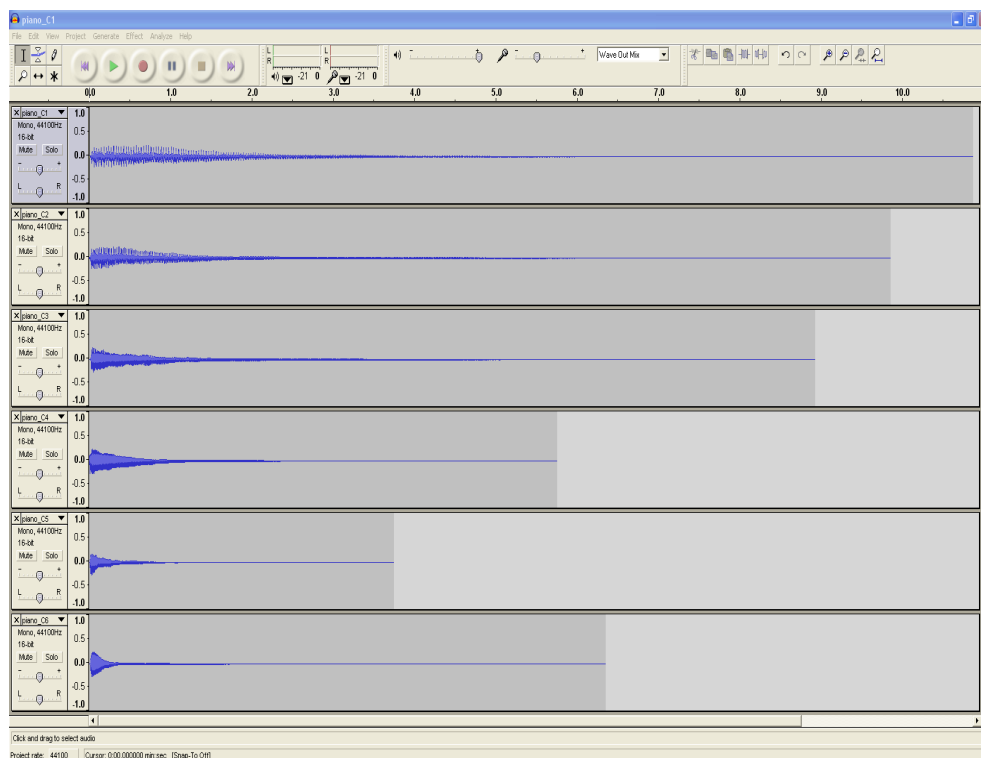 piano_C1
File Edit View Project Generate Effect Analyze Help
L R L R
-21 0 -21 0
Wave Out Mix
0,0 1.0 2.0 3.0 4.0 5.0 6.0 7.0 8.0 9.0 10.0
X piano_C1
Mono, 44100Hz
16-bit
Mute Solo
- +
L R
1.0
0.5
0.0
-0.5
-1.0
X piano_C2
Mono, 44100Hz
16-bit
Mute Solo
- +
L R
1.0
0.5
0.0
-0.5
-1.0
X piano_C3
Mono, 44100Hz
16-bit
Mute Solo
- +
L R
1.0
0.5
0.0
-0.5
-1.0
X piano_C4
Mono, 44100Hz
16-bit
Mute Solo
- +
L R
1.0
0.5
0.0
-0.5
-1.0
X piano_C5
Mono, 44100Hz
16-bit
Mute Solo
- +
L R
1.0
0.5
0.0
-0.5
-1.0
X piano_C6
Mono, 44100Hz
16-bit
Mute Solo
- +
L R
1.0
0.5
0.0
-0.5
-1.0
Click and drag to select audio
Project rate: 44100 Cursor: 0:00.000000 min:sec [Snap-To Off]